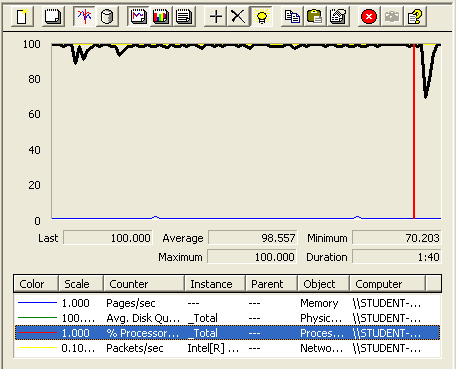 100
80
60
40
20
0
Last 100.000 Average 98.557 Minimum 70.203
Maximum 100.000 Duration 1:40
Color Scale Counter Instance Parent Object Computer
1.000 Pages/sec --- --- Memory \\STUDENT-...
100.... Avg. Disk Qu... _Total --- Physic... \\STUDENT-...
1.000 % Processor... _Total --- Proces... \\STUDENT-...
0.10... Packets/sec Intel[R] ... --- Netwo... \\STUDENT-...